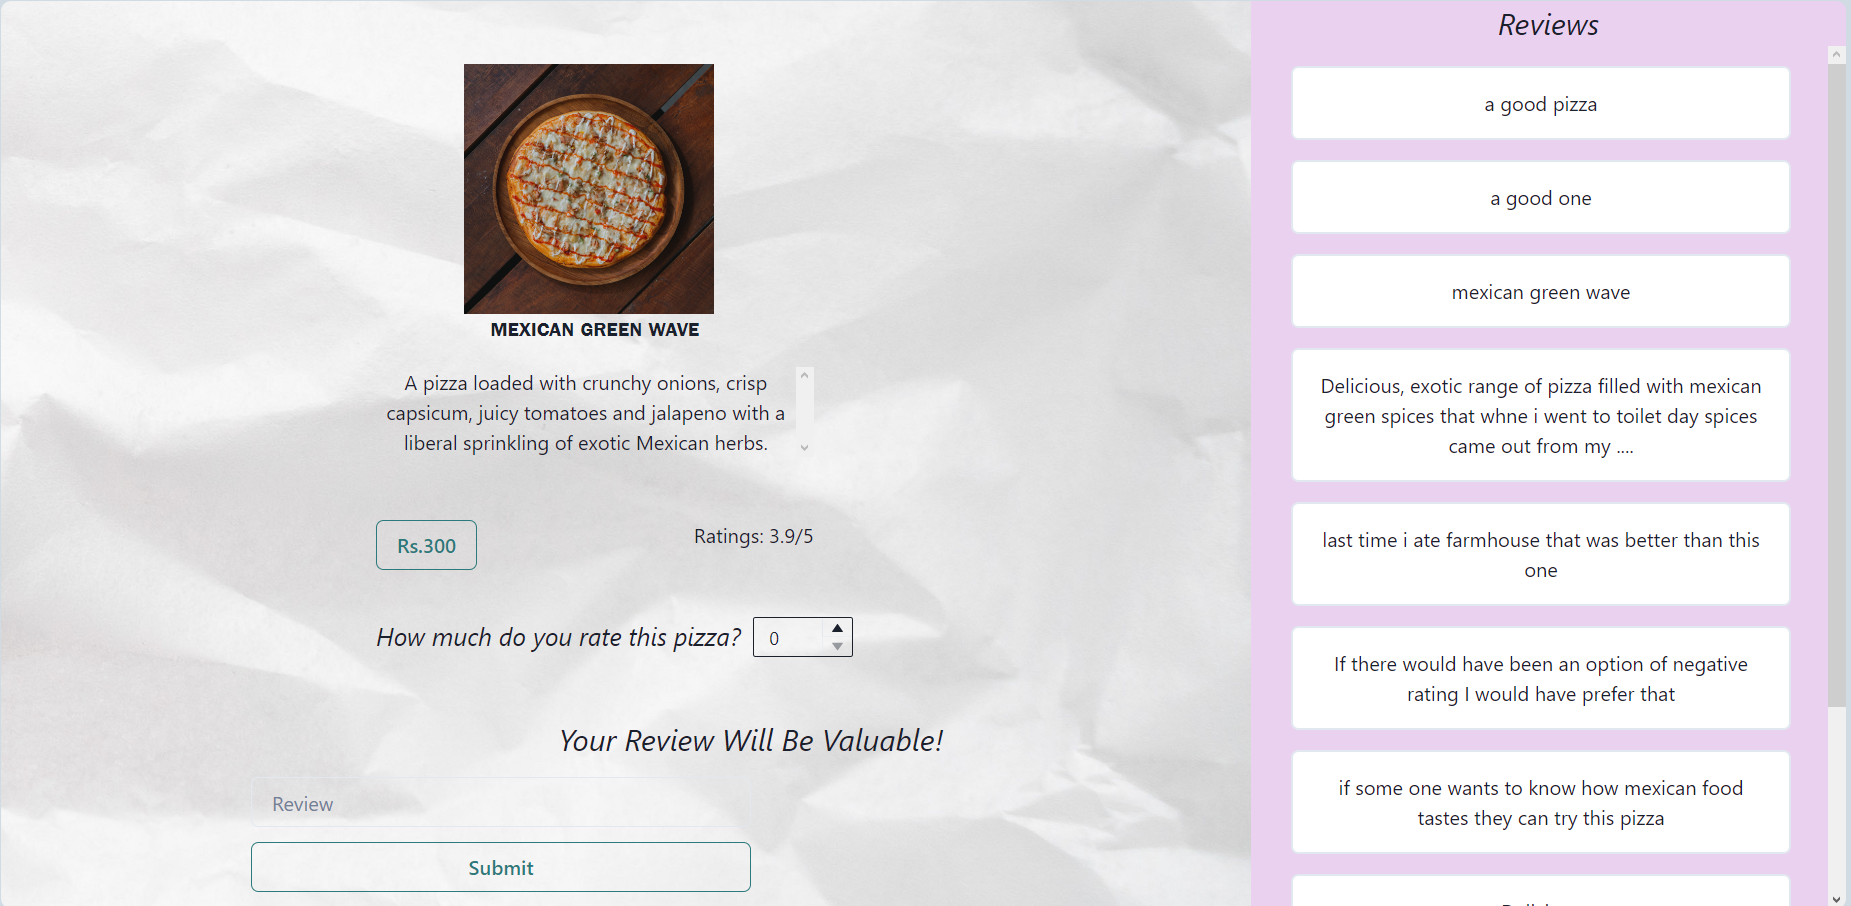 MEXICAN GREEN WAVE
A pizza loaded with crunchy onions, crisp
capsicum, juicy tomatoes and jalapeno with a
liberal sprinkling of exotic Mexican herbs.
Rs.300
Ratings: 3.9/5
How much do you rate this pizza? 0
Your Review Will Be Valuable!
Review
Submit
Reviews
a good pizza
a good one
mexican green wave
Delicious, exotic range of pizza filled with mexican
green spices that whne i went to toilet day spices
came out from my ....
last time i ate farmhouse that was better than this
one
If there would have been an option of negative
rating I would have prefer that
if some one wants to know how mexican food
tastes they can try this pizza